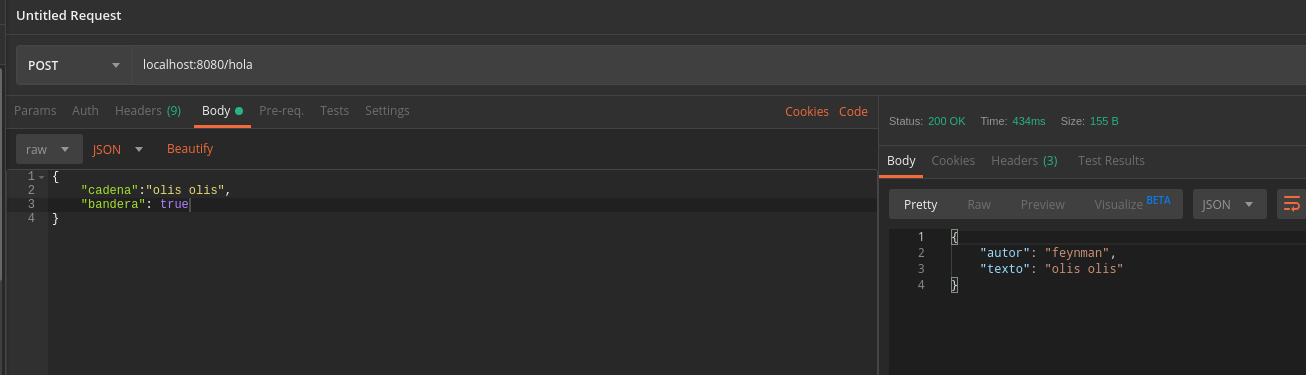 Untitled Request
POST localhost:8080/hola
Params Auth Headers (9) Body Pre-req. Tests Settings Cookies Code
raw JSON Beautify
1 {
2 "cadena":"olis olis",
3 "bandera": true
4 }
Status: 200 OK Time: 434ms Size: 155 B
Body Cookies Headers (3) Test Results
Pretty Raw Preview Visualize BETA JSON
1 {
2 "autor": "feynman",
3 "texto": "olis olis"
4 }